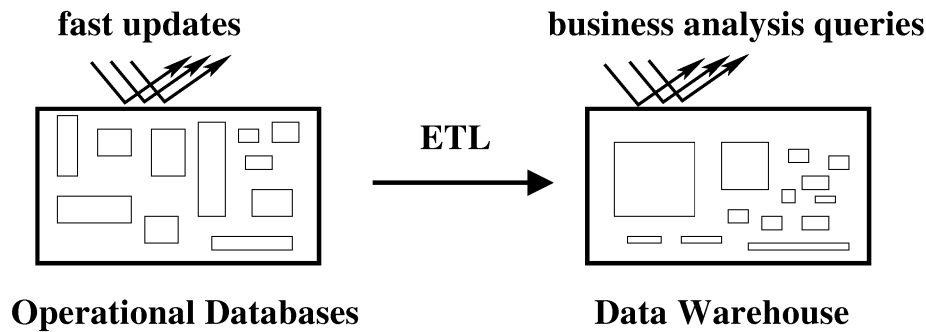 fast updates
business analysis queries
ETL
Operational Databases
Data Warehouse